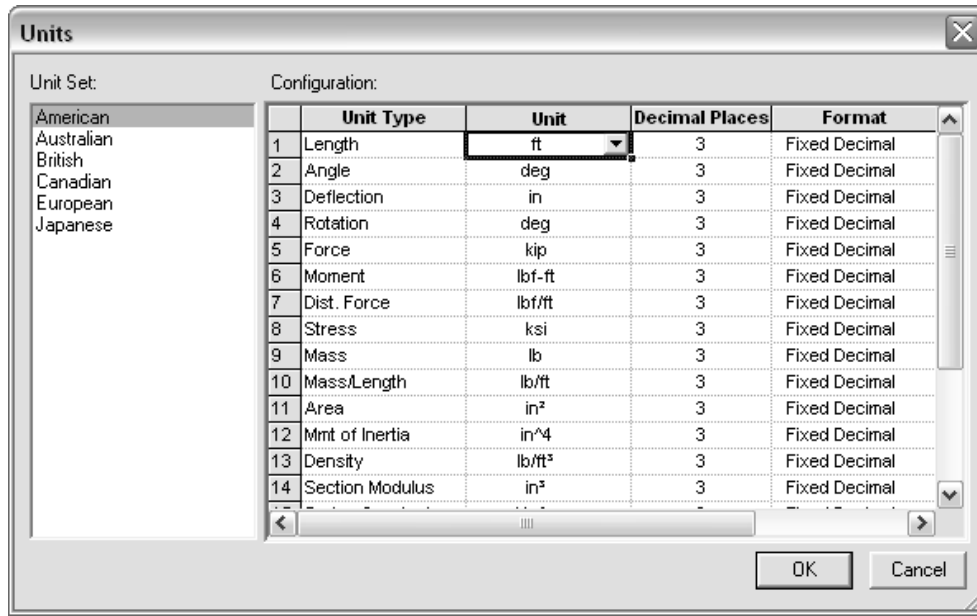 Units
Unit Set:
Configuration:
American
Australian
British
Canadian
European
Japanese
Unit Type Unit Decimal Places Format
1 Length ft 3 Fixed Decimal
2 Angle deg 3 Fixed Decimal
3 Deflection in 3 Fixed Decimal
4 Rotation deg 3 Fixed Decimal
5 Force kip 3 Fixed Decimal
6 Moment lbf-ft 3 Fixed Decimal
7 Dist. Force lbf/ft 3 Fixed Decimal
8 Stress ksi 3 Fixed Decimal
9 Mass lb 3 Fixed Decimal
10 Mass/Length lb/ft 3 Fixed Decimal
11 Area in² 3 Fixed Decimal
12 Mmt of Inertia in^4 3 Fixed Decimal
13 Density lb/ft³ 3 Fixed Decimal
14 Section Modulus in³ 3 Fixed Decimal
OK Cancel